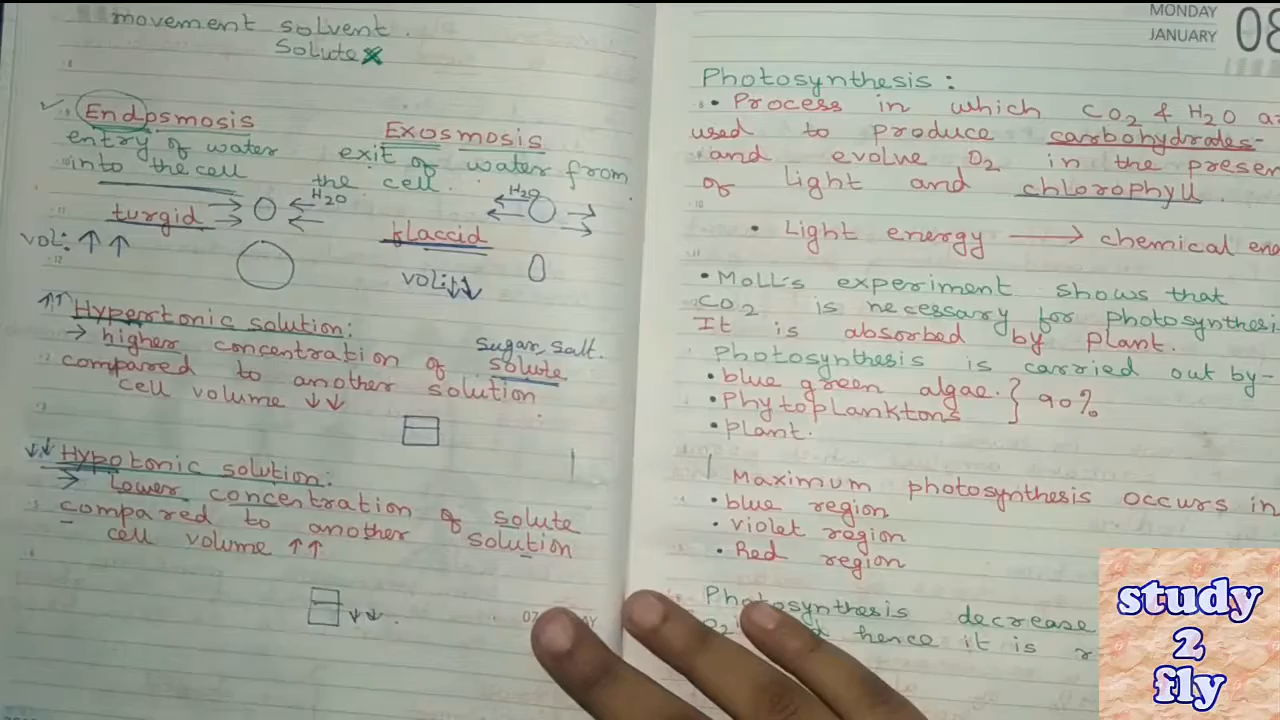 movement solvent.
Solute
Endosmosis
entry of water
into the cell
H2O
turgid
vol: ↑ ↑
Exosmosis
exit of water from
the cell.
H2O
flaccid
vol:↓↓
↑↑ Hypertonic solution:
→ higher concentration of solute
sugar, salt.
compared to another solution
cell volume ↓↓
↓↓ Hypotonic solution:
→ Lower concentration of solute
compared to another solution
cell volume ↑↑
↓↓.
MONDAY
JANUARY 08
Photosynthesis:
• Process in which CO2 & H2O
used to produce carbohydrates-
and evolve O2 in the
of light and chlorophyll.
• Light energy → chemical
• Moll's experiment shows that
CO2 is necessary for
It is absorbed by plant.
Photosynthesis is carried out by-
• blue green algae. } 90%
• Phytoplanktons
• Plant.
Maximum photosynthesis occurs in
• blue region
• violet region
• Red region
Photosynthesis decrease
hence it is
study
2
fly